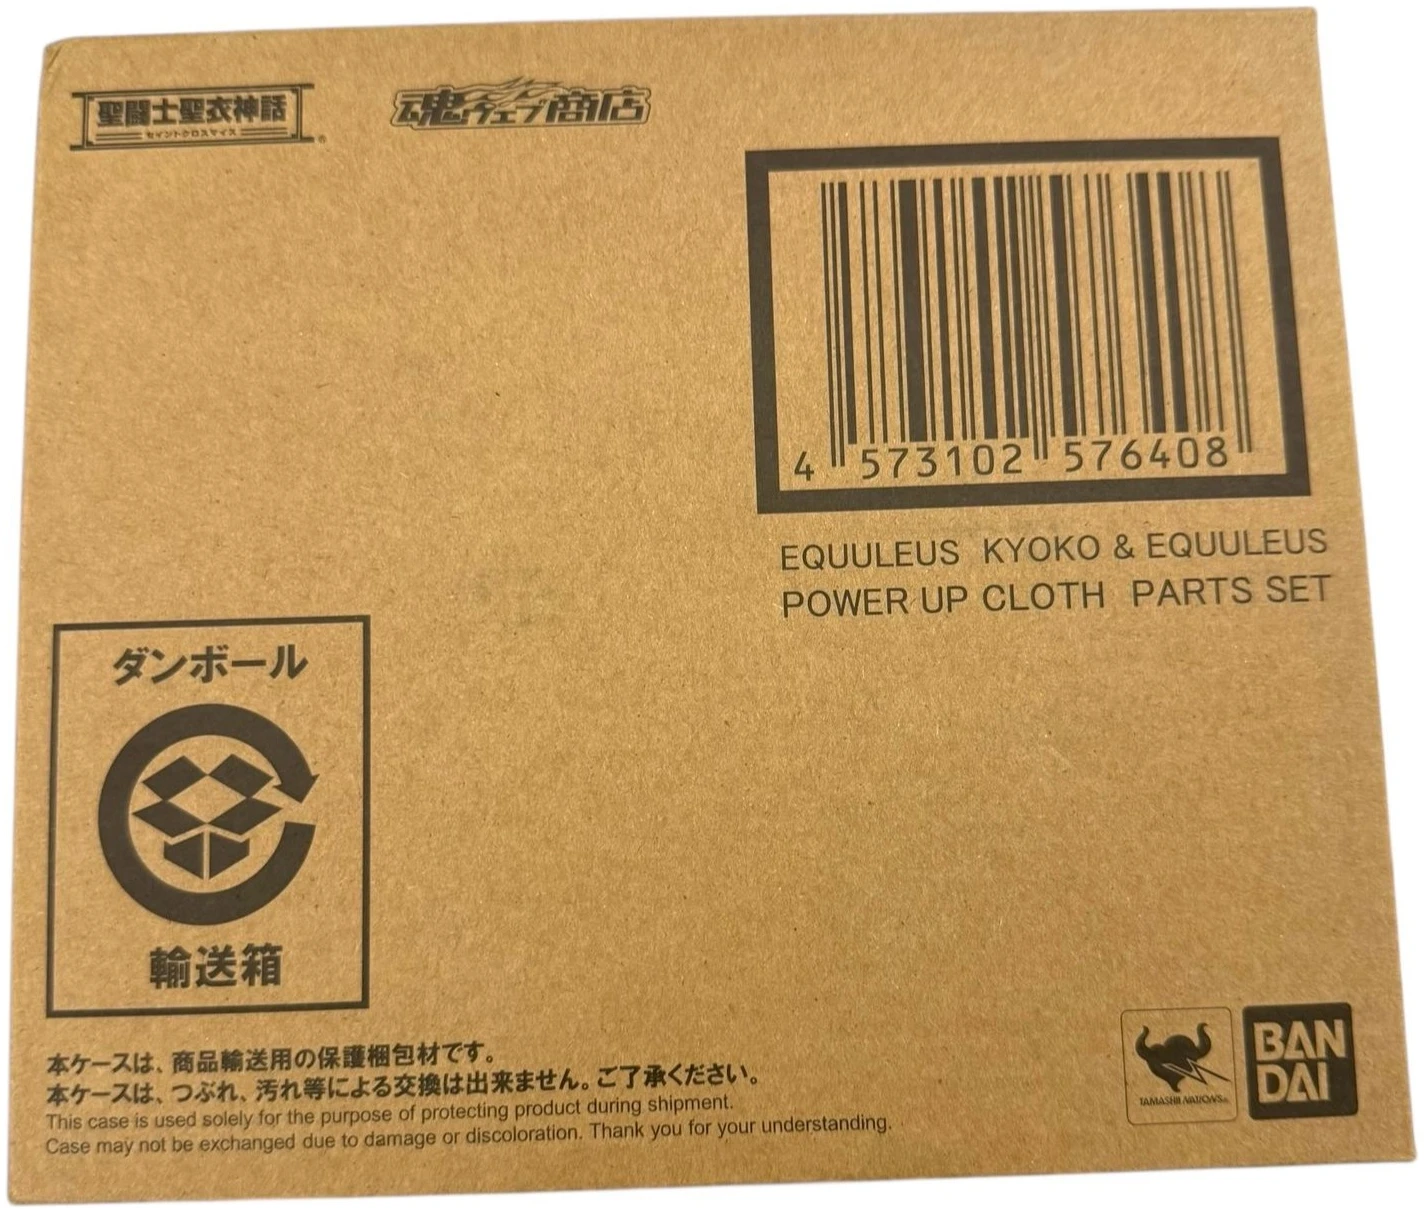 聖闘士聖衣神話
セイントクロスマイス
®
魂ウェブ商店
4 573102 576408
EQUULEUS KYOKO & EQUULEUS
POWER UP CLOTH PARTS SET
ダンボール
輸送箱
本ケースは、商品輸送用の保護梱包材です。
本ケースは、つぶれ、汚れ等による交換は出来ません。ご了承ください。
This case is used solely for the purpose of protecting product during shipment.
Case may not be exchanged due to damage or discoloration. Thank you for your understanding.
TAMASHII NATIONS
BAN
DAI